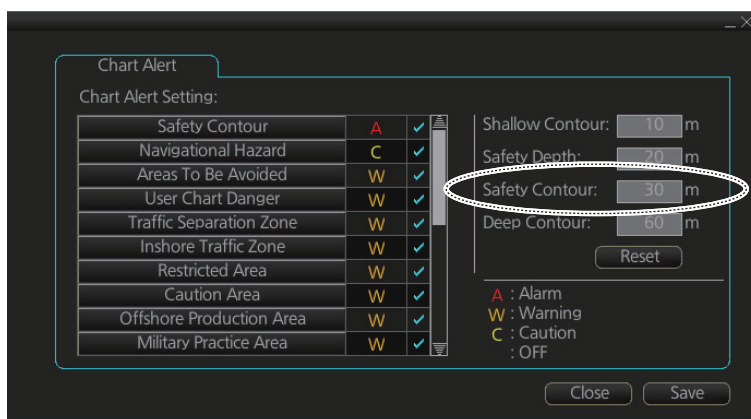 Chart Alert
Chart Alert Setting:
Safety Contour A
Navigational Hazard C
Areas To Be Avoided W
User Chart Danger W
Traffic Separation Zone W
Inshore Traffic Zone W
Restricted Area W
Caution Area W
Offshore Production Area W
Military Practice Area W
Shallow Contour: 10 m
Safety Depth: 20 m
Safety Contour: 30 m
Deep Contour: 60 m
Reset
A : Alarm
W : Warning
C : Caution
: OFF
Close Save